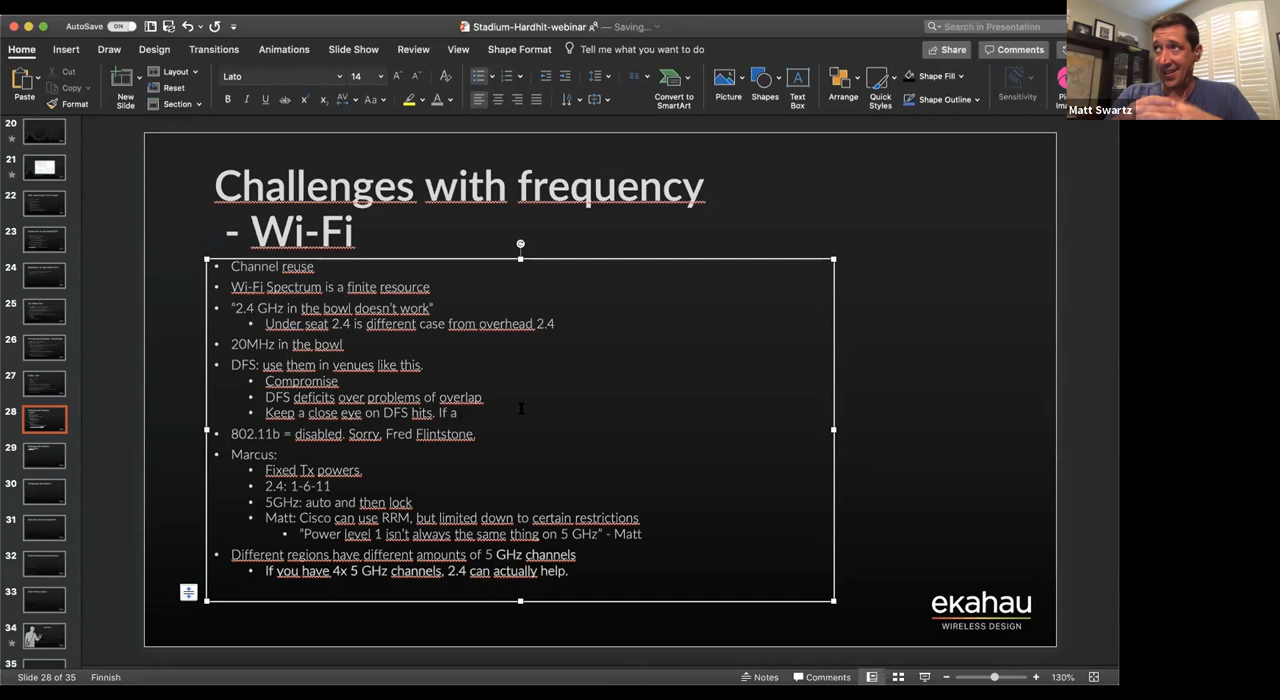 AutoSave ON Stadium-Hardhit-webinar — Saving... Search in Presentation
Home Insert Draw Design Transitions Animations Slide Show Review View Shape Format Tell me what you want to do Share Comments
Paste Cut Copy Format New Slide Layout Reset Section Lato 14 Convert to SmartArt Picture Shapes Text Box Arrange Quick Styles Shape Fill Shape Outline Sensitivity
Matt Swartz
20
21
22
23
24
25
26
27
28
29
30
31
32
33
34
35
Challenges with frequency
- Wi-Fi
• Channel reuse
• Wi-Fi Spectrum is a finite resource
• ”2.4 GHz in the bowl doesn’t work”
• Under seat 2.4 is different case from overhead 2.4
• 20MHz in the bowl
• DFS: use them in venues like this.
• Compromise
• DFS deficits over problems of overlap
• Keep a close eye on DFS hits. If a
• 802.11b = disabled. Sorry, Fred Flintstone,
• Marcus:
• Fixed Tx powers,
• 2.4: 1-6-11
• 5GHz: auto and then lock
• Matt: Cisco can use RRM, but limited down to certain restrictions
• ”Power level 1 isn’t always the same thing on 5 GHz” - Matt
• Different regions have different amounts of 5 GHz channels
• If you have 4x 5 GHz channels, 2.4 can actually help.
ekahau
WIRELESS DESIGN
Slide 28 of 35 Finnish Notes Comments 130%